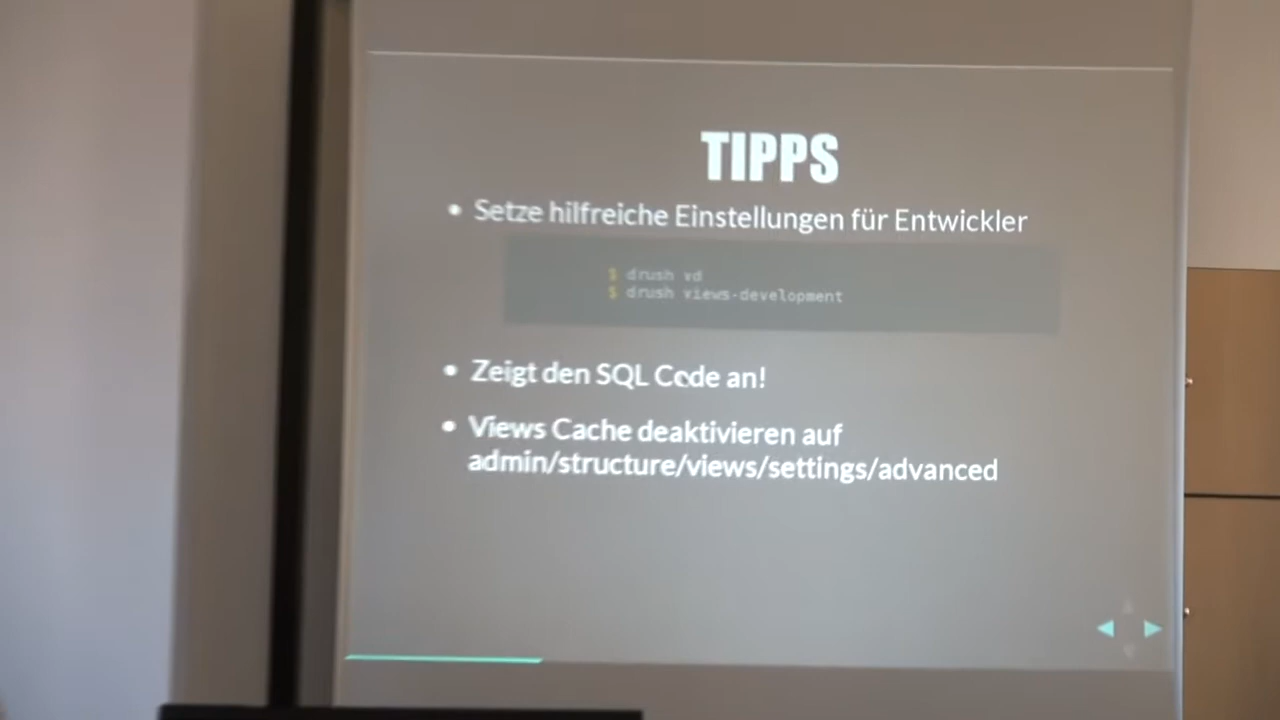 TIPPS
• Setze hilfreiche Einstellungen für Entwickler
$ drush vd
$ drush views-development
• Zeigt den SQL Code an!
• Views Cache deaktivieren auf
admin/structure/views/settings/advanced